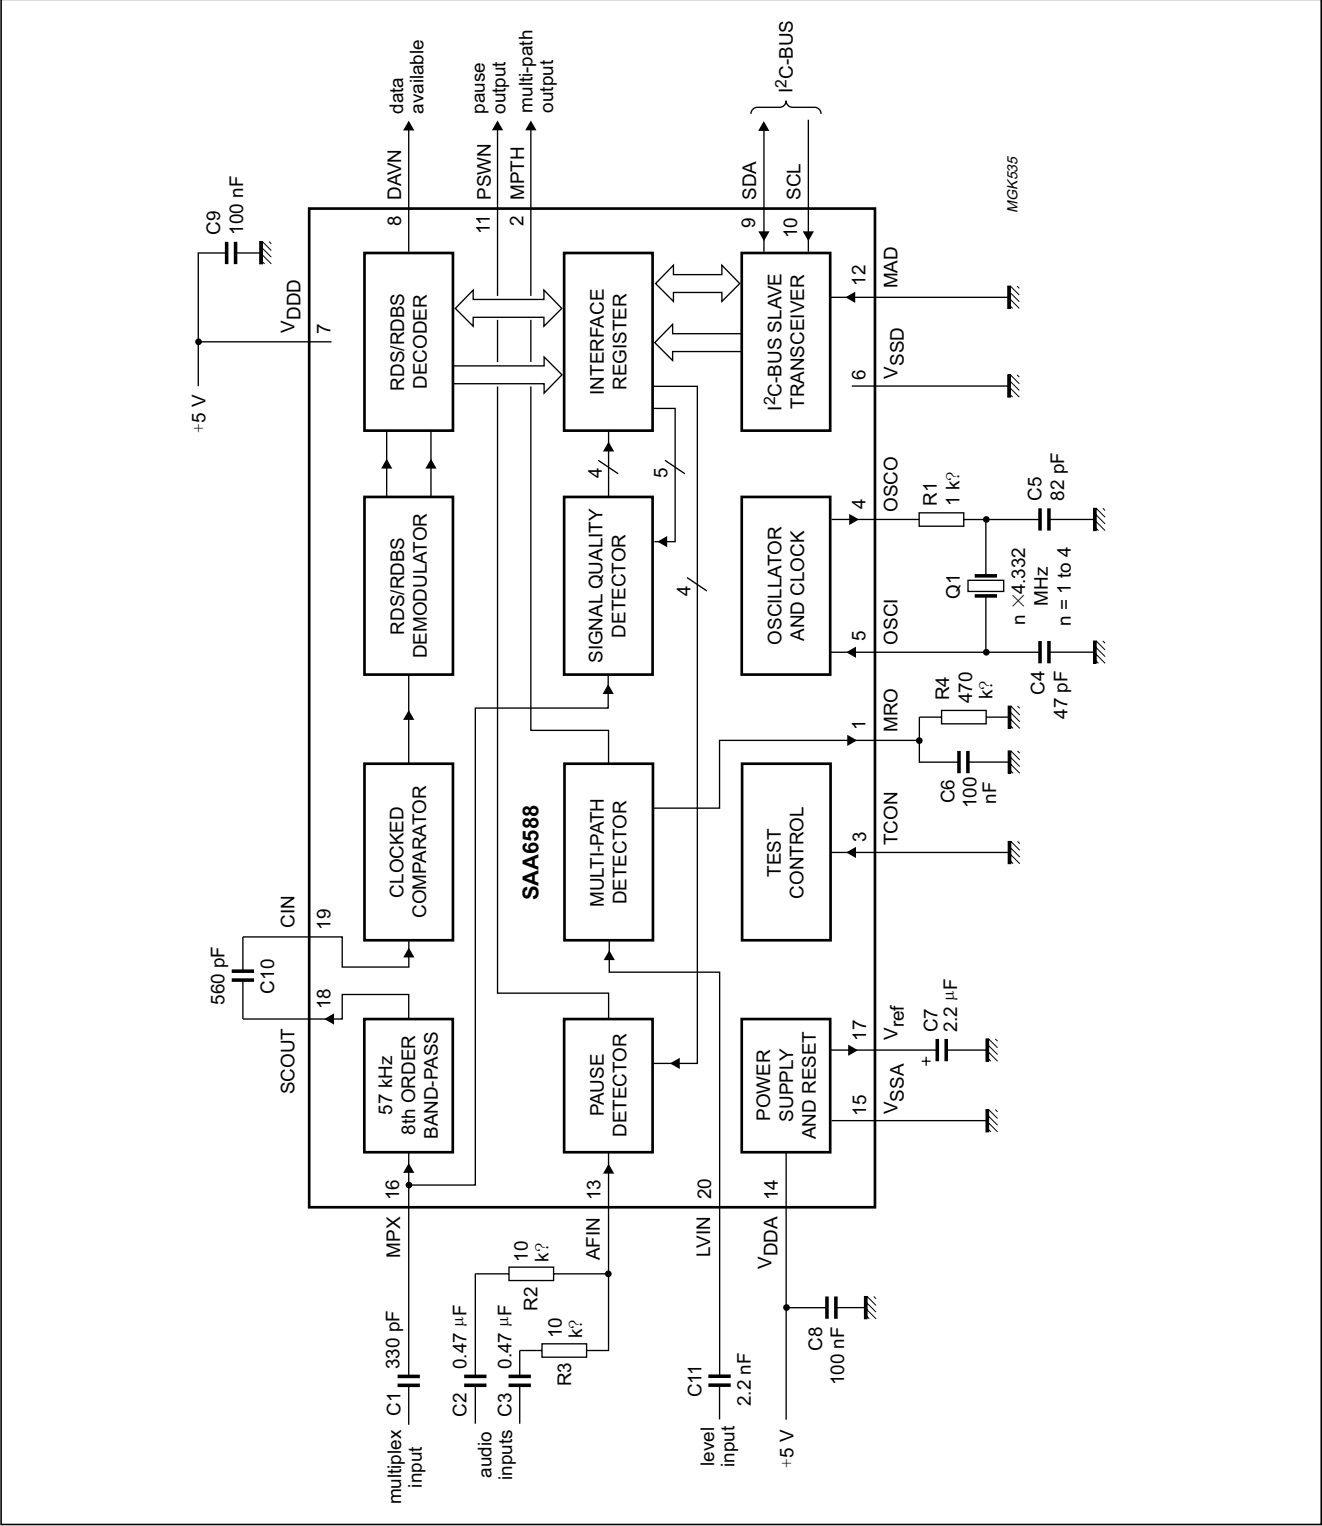 +5 V
C9
100 nF
VDDD
7
data
available
DAVN
8
pause
output
PSWN
11
multi-path
output
MPTH
2
I2C-BUS
SDA
9
SCL
10
RDS/RDBS
DECODER
INTERFACE
REGISTER
I2C-BUS SLAVE
TRANSCEIVER
12
MAD
6
VSSD
MGK535
4
5
4
RDS/RDBS
DEMODULATOR
SIGNAL QUALITY
DETECTOR
OSCILLATOR
AND CLOCK
4
OSCO
R1
1 k?
C5
82 pF
Q1
n ×4.332
MHz
n = 1 to 4
5
OSCI
C4
47 pF
1
MRO
R4
470
k?
C6
100
nF
CLOCKED
COMPARATOR
SAA6588
MULTI-PATH
DETECTOR
TEST
CONTROL
3
TCON
CIN
19
560 pF
C10
SCOUT
18
57 kHz
8th ORDER
BAND-PASS
PAUSE
DETECTOR
POWER
SUPPLY
AND RESET
17
Vref
C7
2.2 μF
+
15
VSSA
16
MPX
13
AFIN
20
LVIN
14
VDDA
multiplex
input
C1
330 pF
audio
inputs
C2
0.47 μF
C3
0.47 μF
R2
10
k?
R3
10
k?
level
input
C11
2.2 nF
+5 V
C8
100 nF